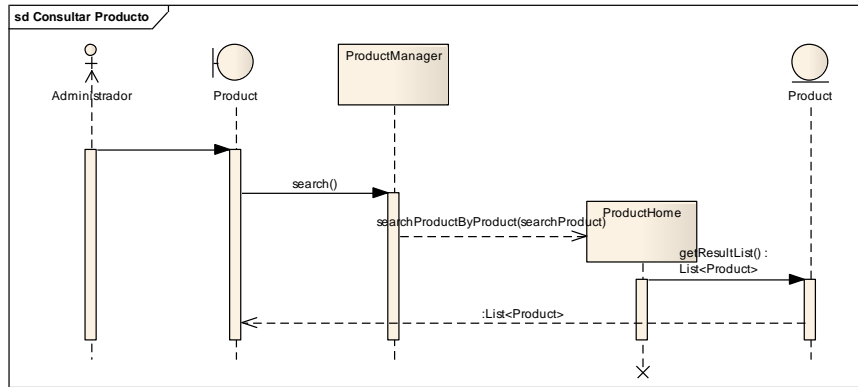 sd Consultar Producto
Administrador
Product
ProductManager
Product
search()
searchProductByProduct(searchProduct)
ProductHome
getResultList() :
List<Product>
:List<Product>